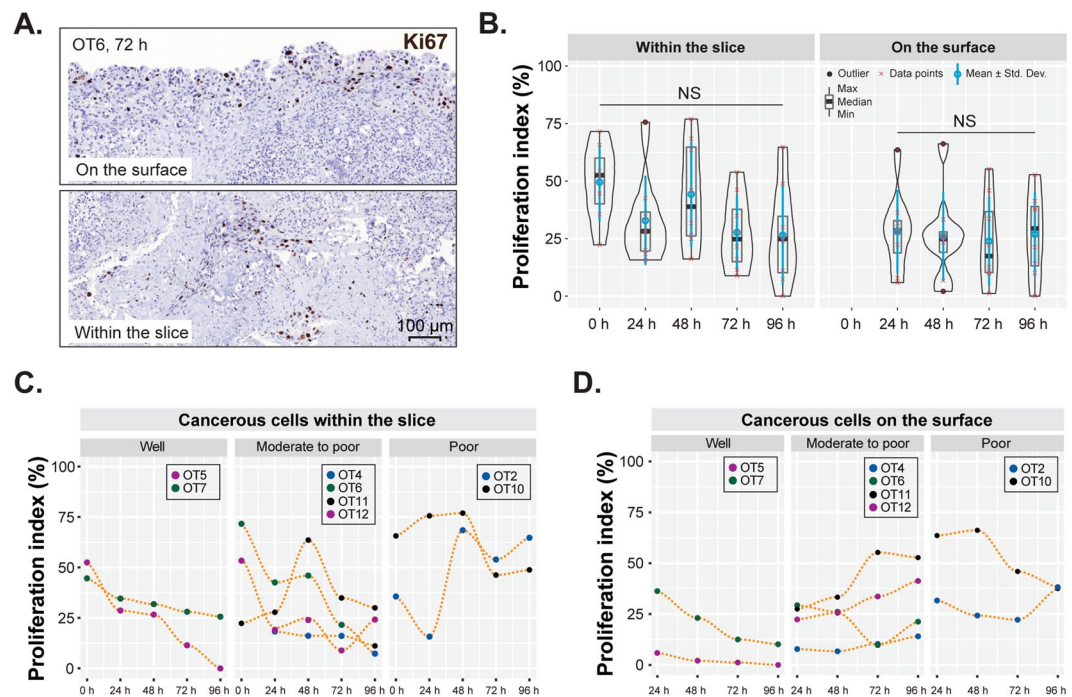 A.
OT6, 72 h
Ki67
On the surface
Within the slice
100 µm
B.
Within the slice
On the surface
Proliferation index (%)
100
75
50
25
0
NS
Outlier
Data points
Mean ± Std. Dev.
Max
Median
Min
NS
0 h 24 h 48 h 72 h 96 h
0 h 24 h 48 h 72 h 96 h
C.
Cancerous cells within the slice
Well
Moderate to poor
Poor
Proliferation index (%)
100
75
50
25
0
OT5
OT7
OT4
OT6
OT11
OT12
OT2
OT10
0 h 24 h 48 h 72 h 96 h
0 h 24 h 48 h 72 h 96 h
0 h 24 h 48 h 72 h 96 h
D.
Cancerous cells on the surface
Well
Moderate to poor
Poor
Proliferation index (%)
100
75
50
25
0
OT5
OT7
OT4
OT6
OT11
OT12
OT2
OT10
24 h 48 h 72 h 96 h
24 h 48 h 72 h 96 h
24 h 48 h 72 h 96 h